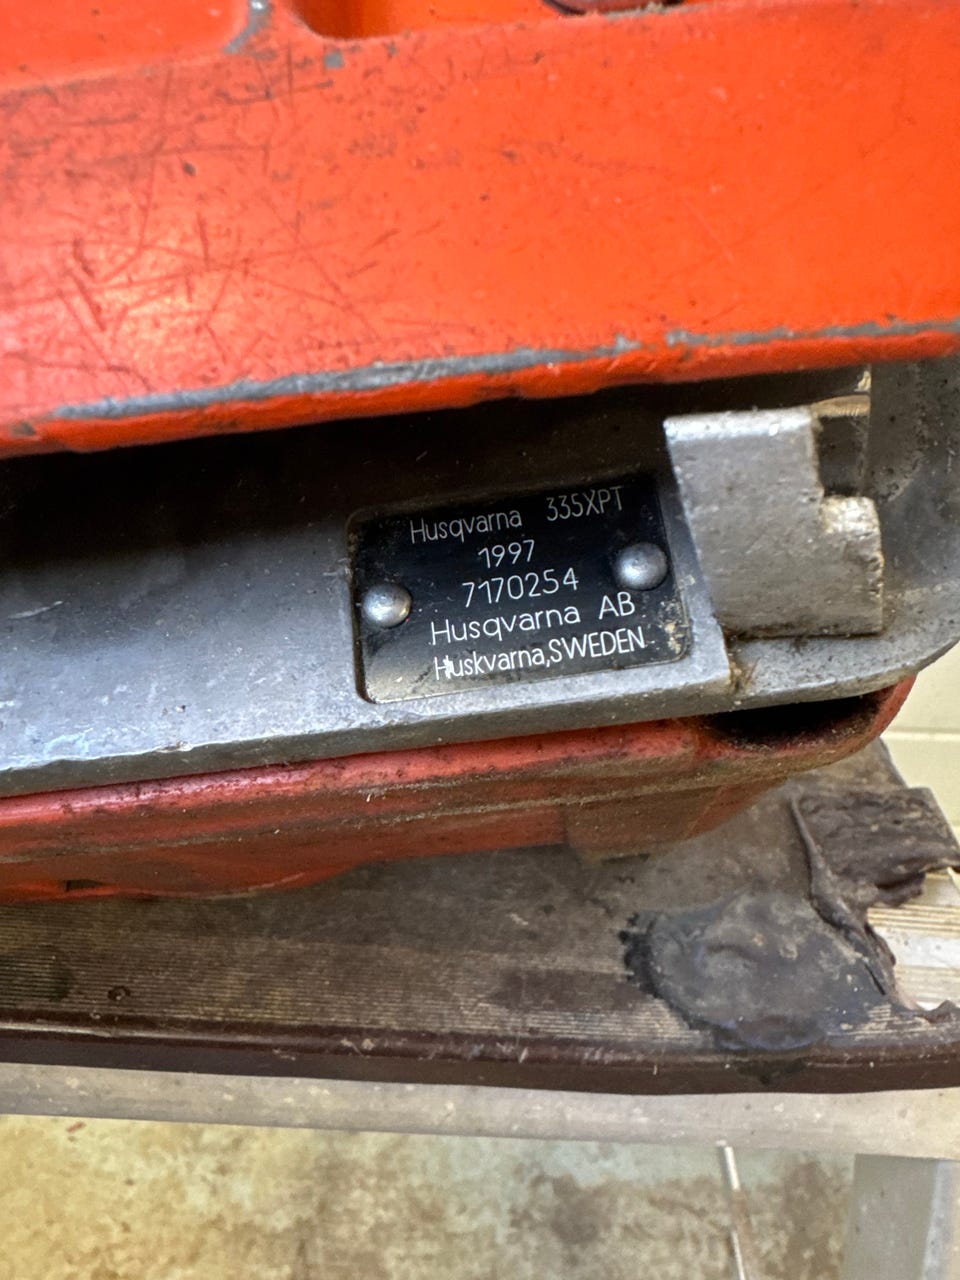 Husqvarna 335XPT
1997
7170254
Husqvarna AB
Huskvarna,SWEDEN